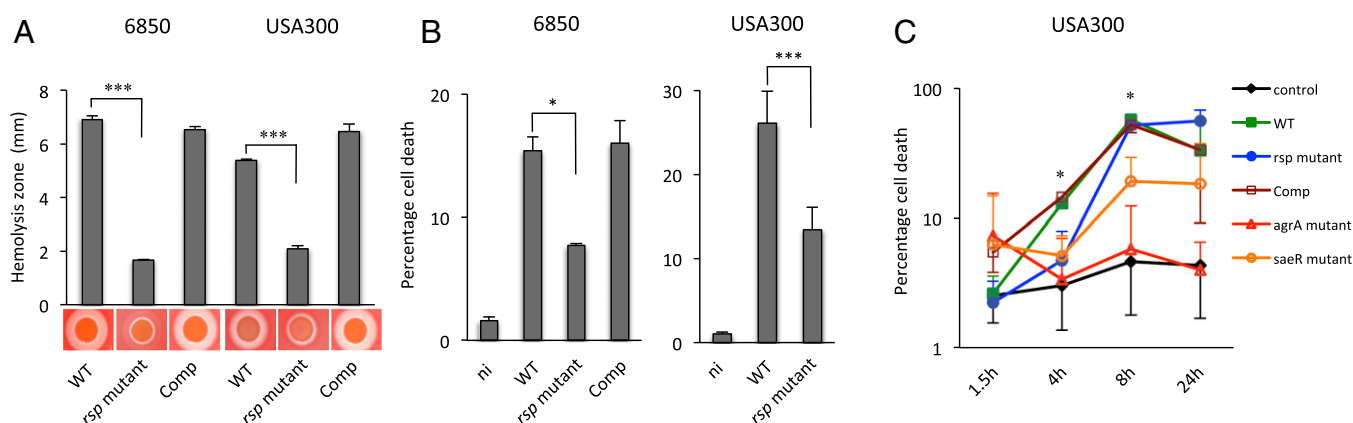 A
6850
USA300
Hemolysis zone (mm)
8
6
4
2
0
***
***
WT
rsp mutant
Comp
WT
rsp mutant
Comp
B
6850
USA300
Percentage cell death
20
10
0
*
ni
WT
rsp mutant
Comp
30
20
10
0
***
ni
WT
rsp mutant
C
USA300
Percentage cell death
100
10
1
*
*
1.5h
4h
8h
24h
control
WT
rsp mutant
Comp
agrA mutant
saeR mutant